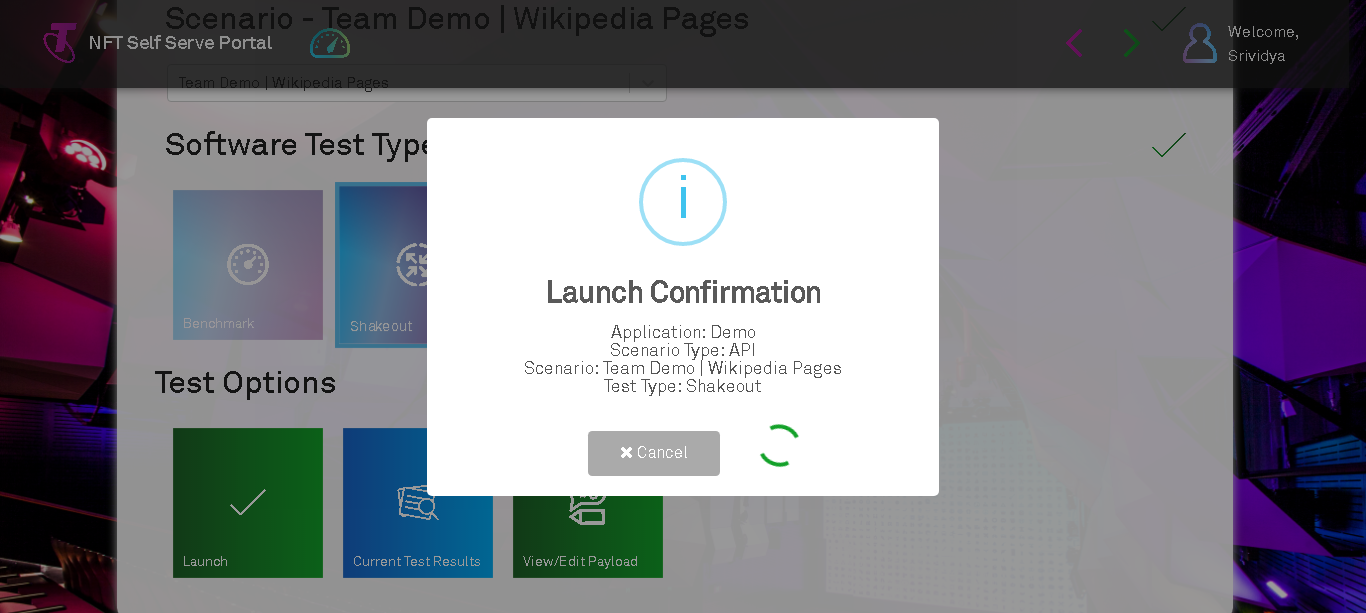 Scenario - Team Demo | Wikipedia Pages
NFT Self Serve Portal
Welcome,
Srividya
Team Demo | Wikipedia Pages
Software Test Type
Benchmark
Shakeout
Launch Confirmation
Application: Demo
Scenario Type: API
Scenario: Team Demo | Wikipedia Pages
Test Type: Shakeout
Cancel
Test Options
Launch
Current Test Results
View/Edit Payload